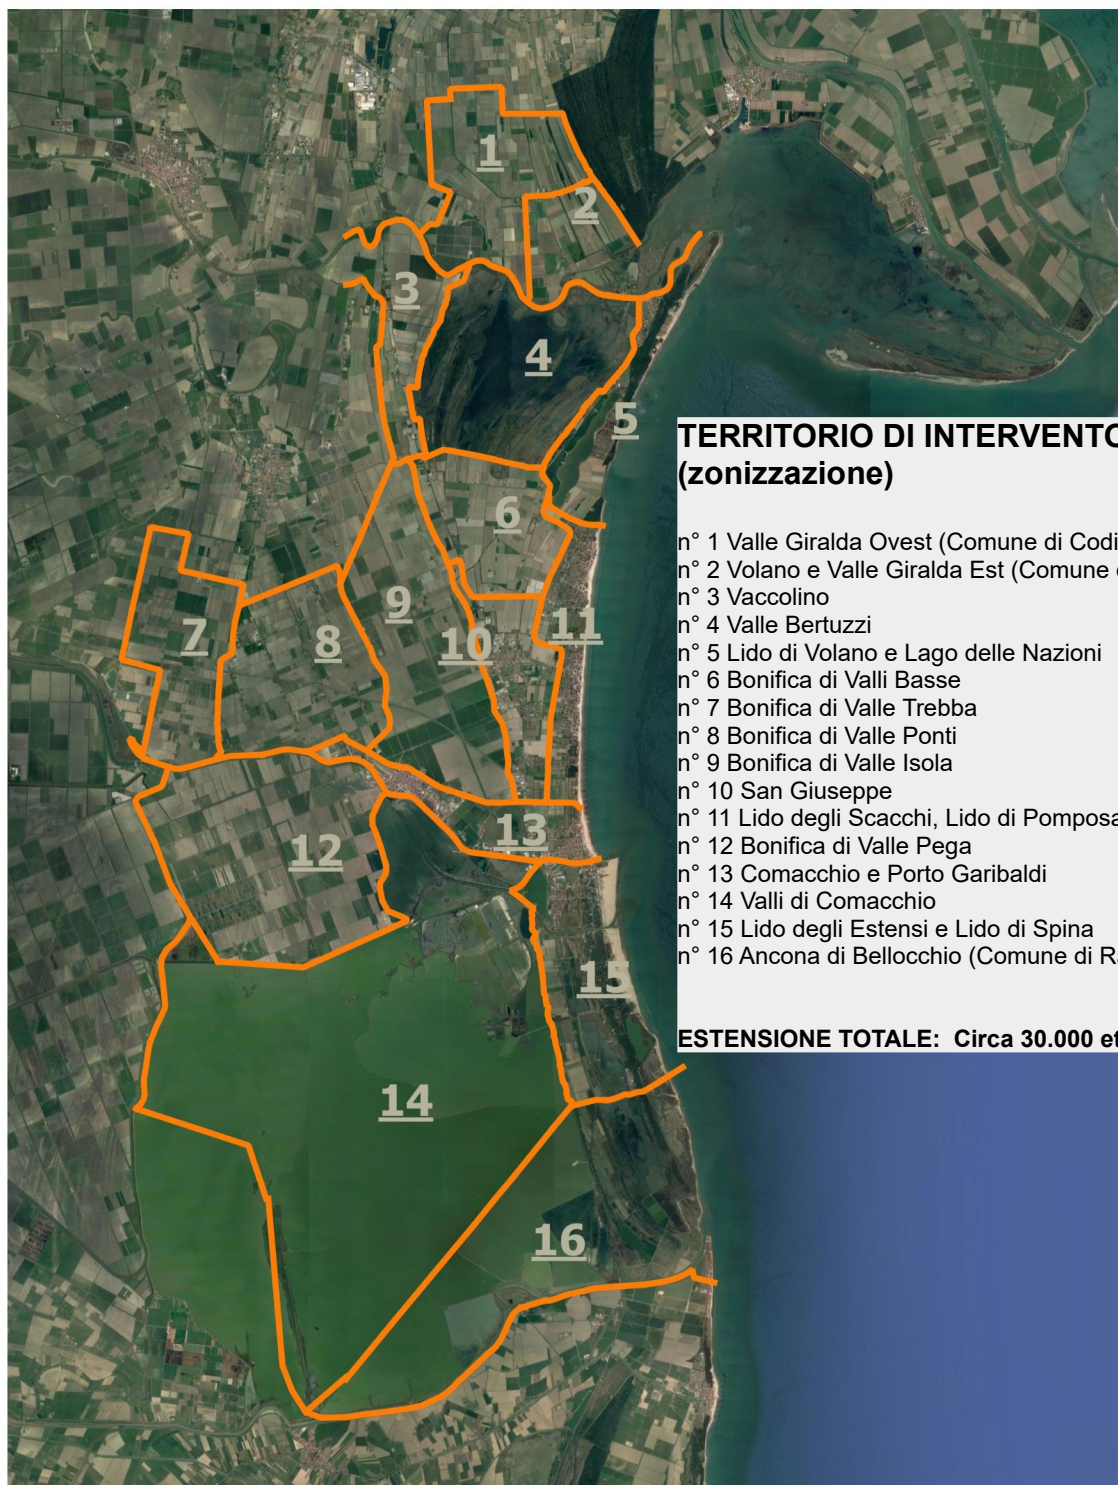 1
2
3
4
5
TERRITORIO DI INTERVENTO
(zonizzazione)
6
n° 1 Valle Giralda Ovest (Comune di Codi
n° 2 Volano e Valle Giralda Est (Comune
n° 3 Vaccolino
n° 4 Valle Bertuzzi
n° 5 Lido di Volano e Lago delle Nazioni
n° 6 Bonifica di Valli Basse
n° 7 Bonifica di Valle Trebba
n° 8 Bonifica di Valle Ponti
n° 9 Bonifica di Valle Isola
n° 10 San Giuseppe
n° 11 Lido degli Scacchi, Lido di Pomposa
n° 12 Bonifica di Valle Pega
n° 13 Comacchio e Porto Garibaldi
n° 14 Valli di Comacchio
n° 15 Lido degli Estensi e Lido di Spina
n° 16 Ancona di Bellocchio (Comune di Ra
ESTENSIONE TOTALE: Circa 30.000 et
9
7
8
10
11
12
13
15
14
16